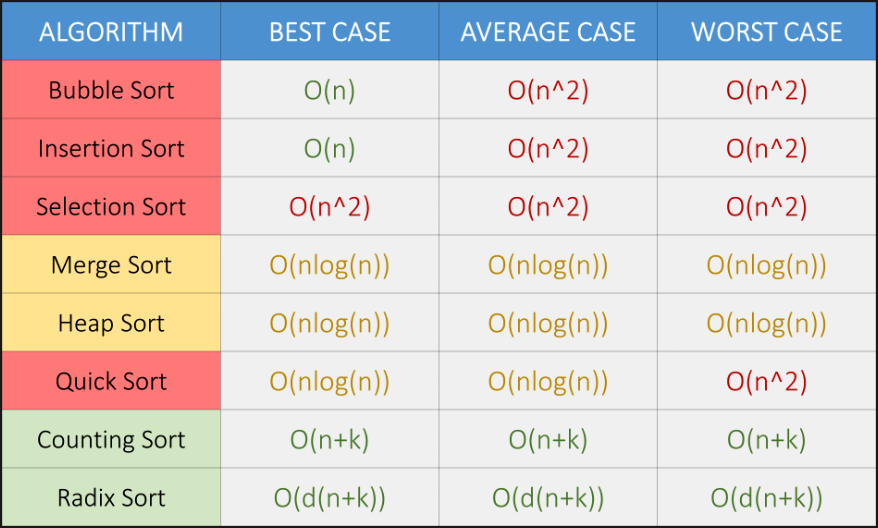 ALGORITHM BEST CASE AVERAGE CASE WORST CASE
Bubble Sort O(n) O(n^2) O(n^2)
Insertion Sort O(n) O(n^2) O(n^2)
Selection Sort O(n^2) O(n^2) O(n^2)
Merge Sort O(nlog(n)) O(nlog(n)) O(nlog(n))
Heap Sort O(nlog(n)) O(nlog(n)) O(nlog(n))
Quick Sort O(nlog(n)) O(nlog(n)) O(n^2)
Counting Sort O(n+k) O(n+k) O(n+k)
Radix Sort O(d(n+k)) O(d(n+k)) O(d(n+k))